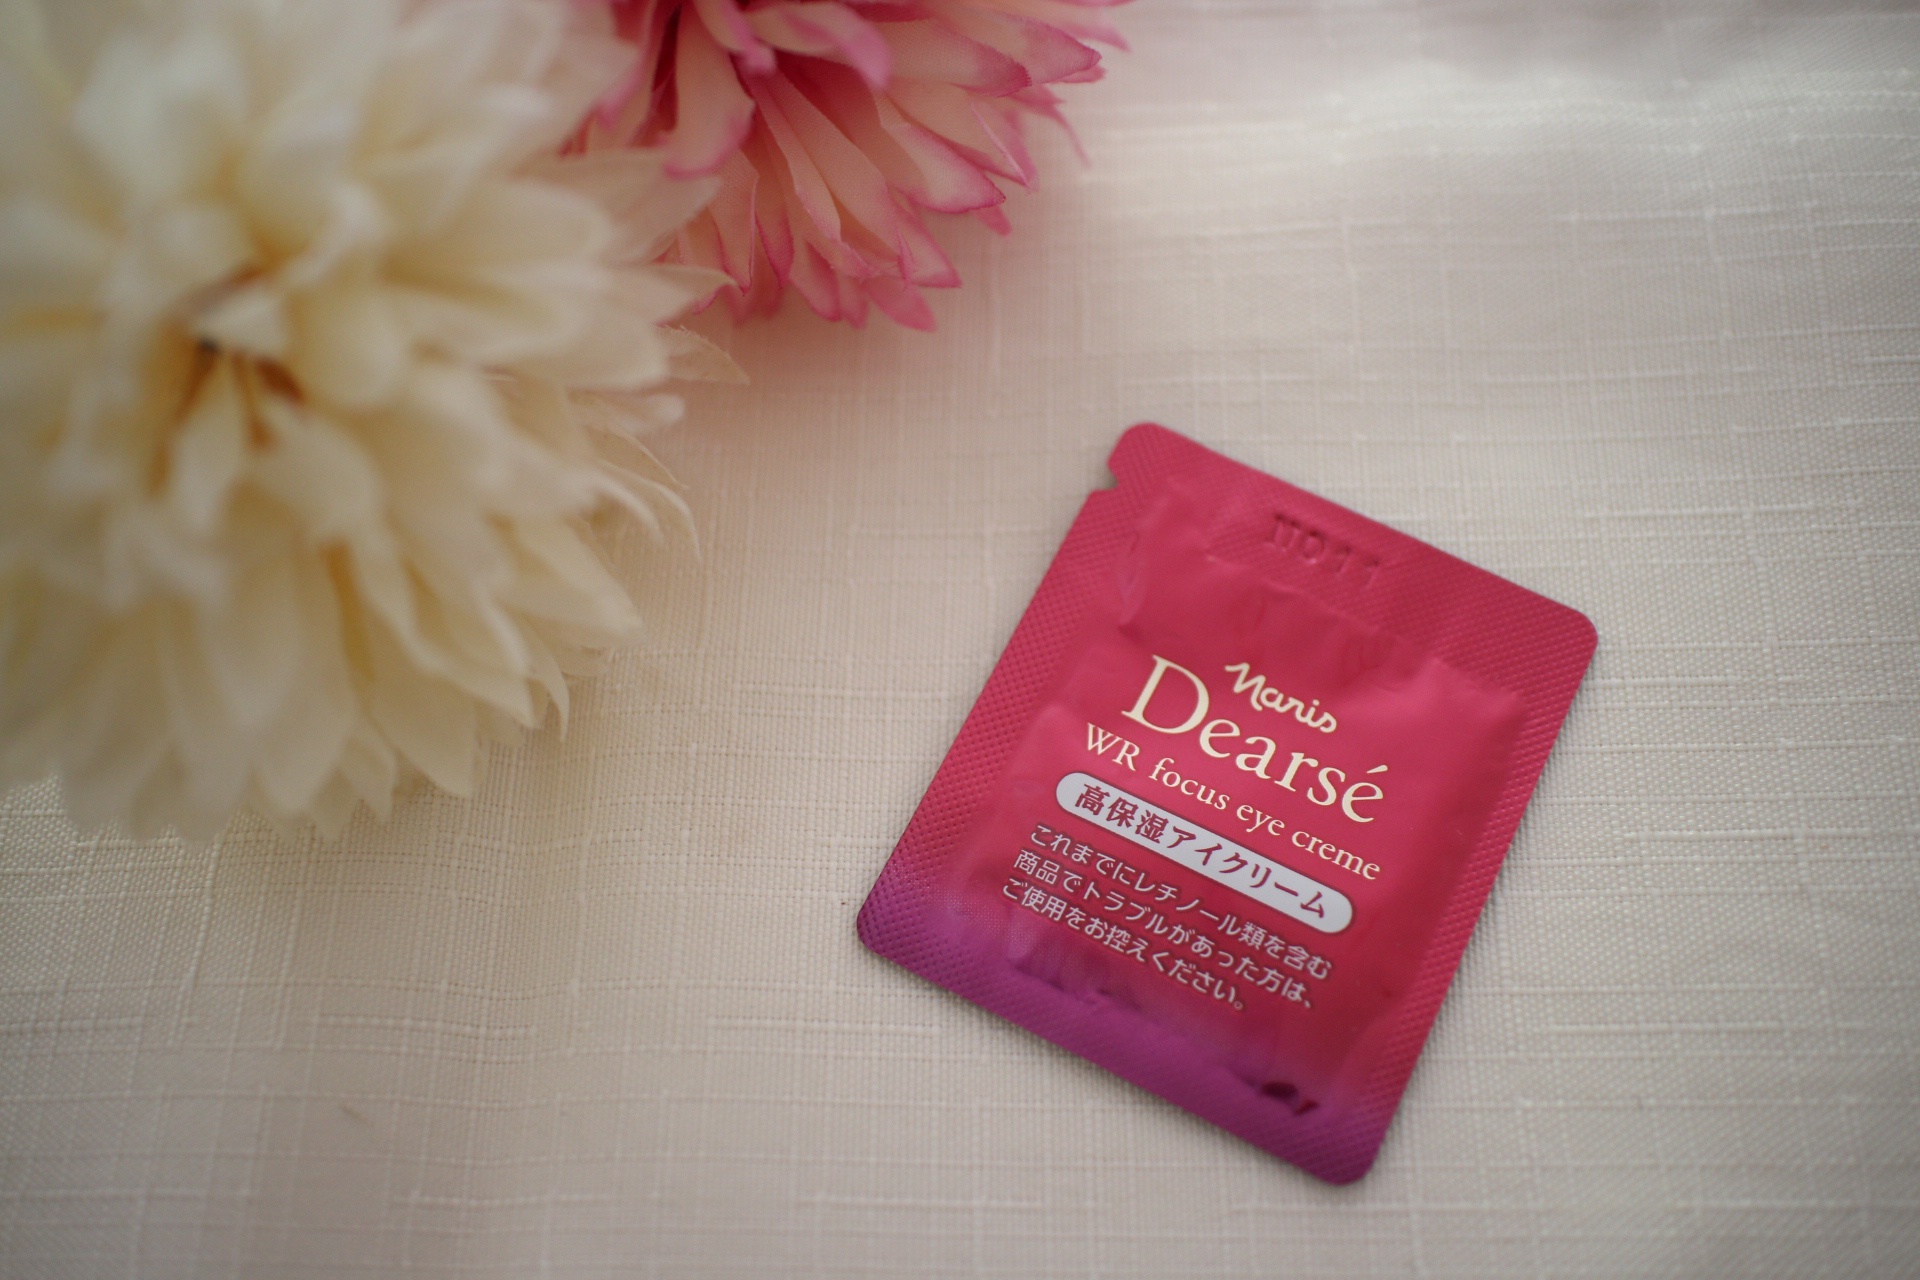 NO11
Naris
Dearsé
WR focus eye creme
高保湿アイクリーム
これまでにレチノール類を含む
商品でトラブルがあった方は、
ご使用をお控えください。